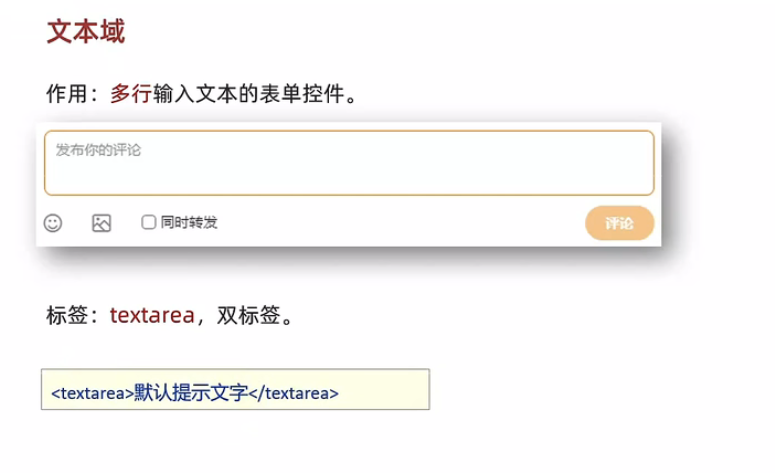 文本域
作用：多行输入文本的表单控件。
发布你的评论
同时转发
评论
标签：textarea，双标签。
<textarea>默认提示文字</textarea>